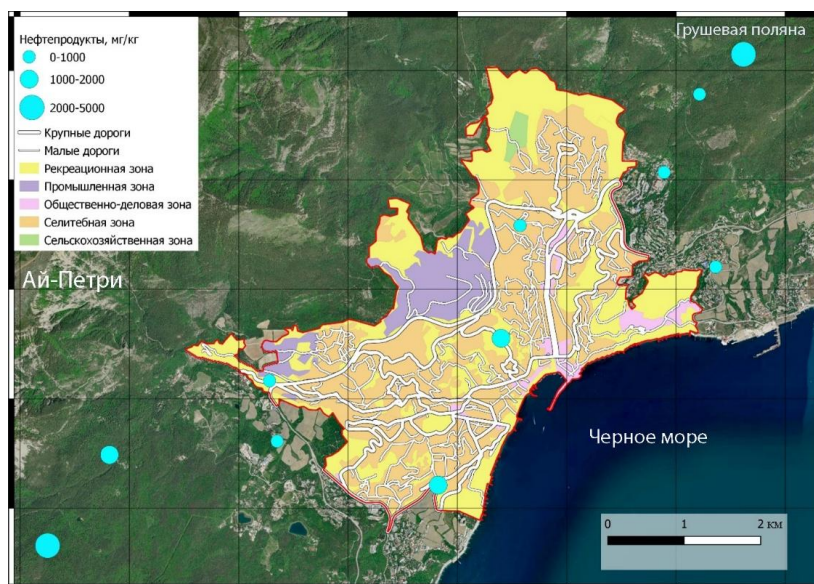 Грушевая поляна
Нефтепродукты, мг/кг
0-1000
1000-2000
2000-5000
Крупные дороги
Малые дороги
Рекреационная зона
Промышленная зона
Общественно-деловая зона
Селитебная зона
Сельскохозяйственная зона
Ай-Петри
Черное море
0 1 2 км